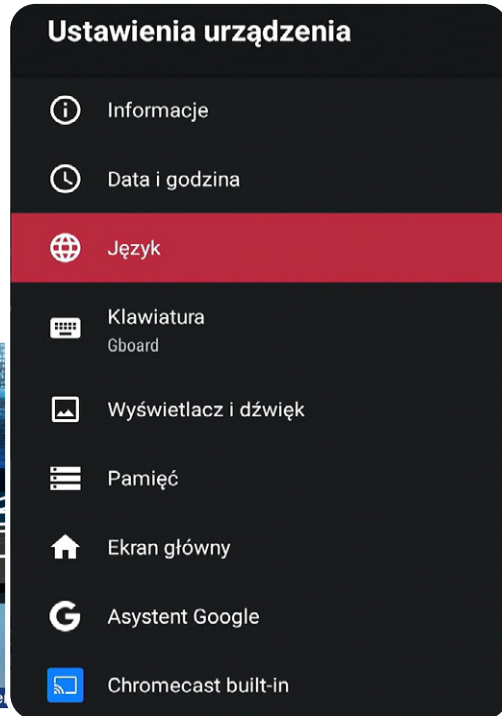 Ustawienia urządzenia
Informacje
Data i godzina
Język
Klawiatura
Gboard
Wyświetlacz i dźwięk
Pamięć
Ekran główny
Asystent Google
Chromecast built-in